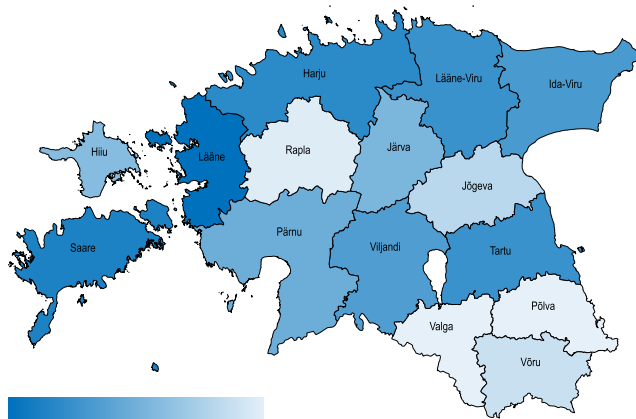 Harju
Lääne-Viru
Ida-Viru
Hiiu
Lääne
Rapla
Järva
Jõgeva
Saare
Pärnu
Viljandi
Tartu
Valga
Põlva
Võru